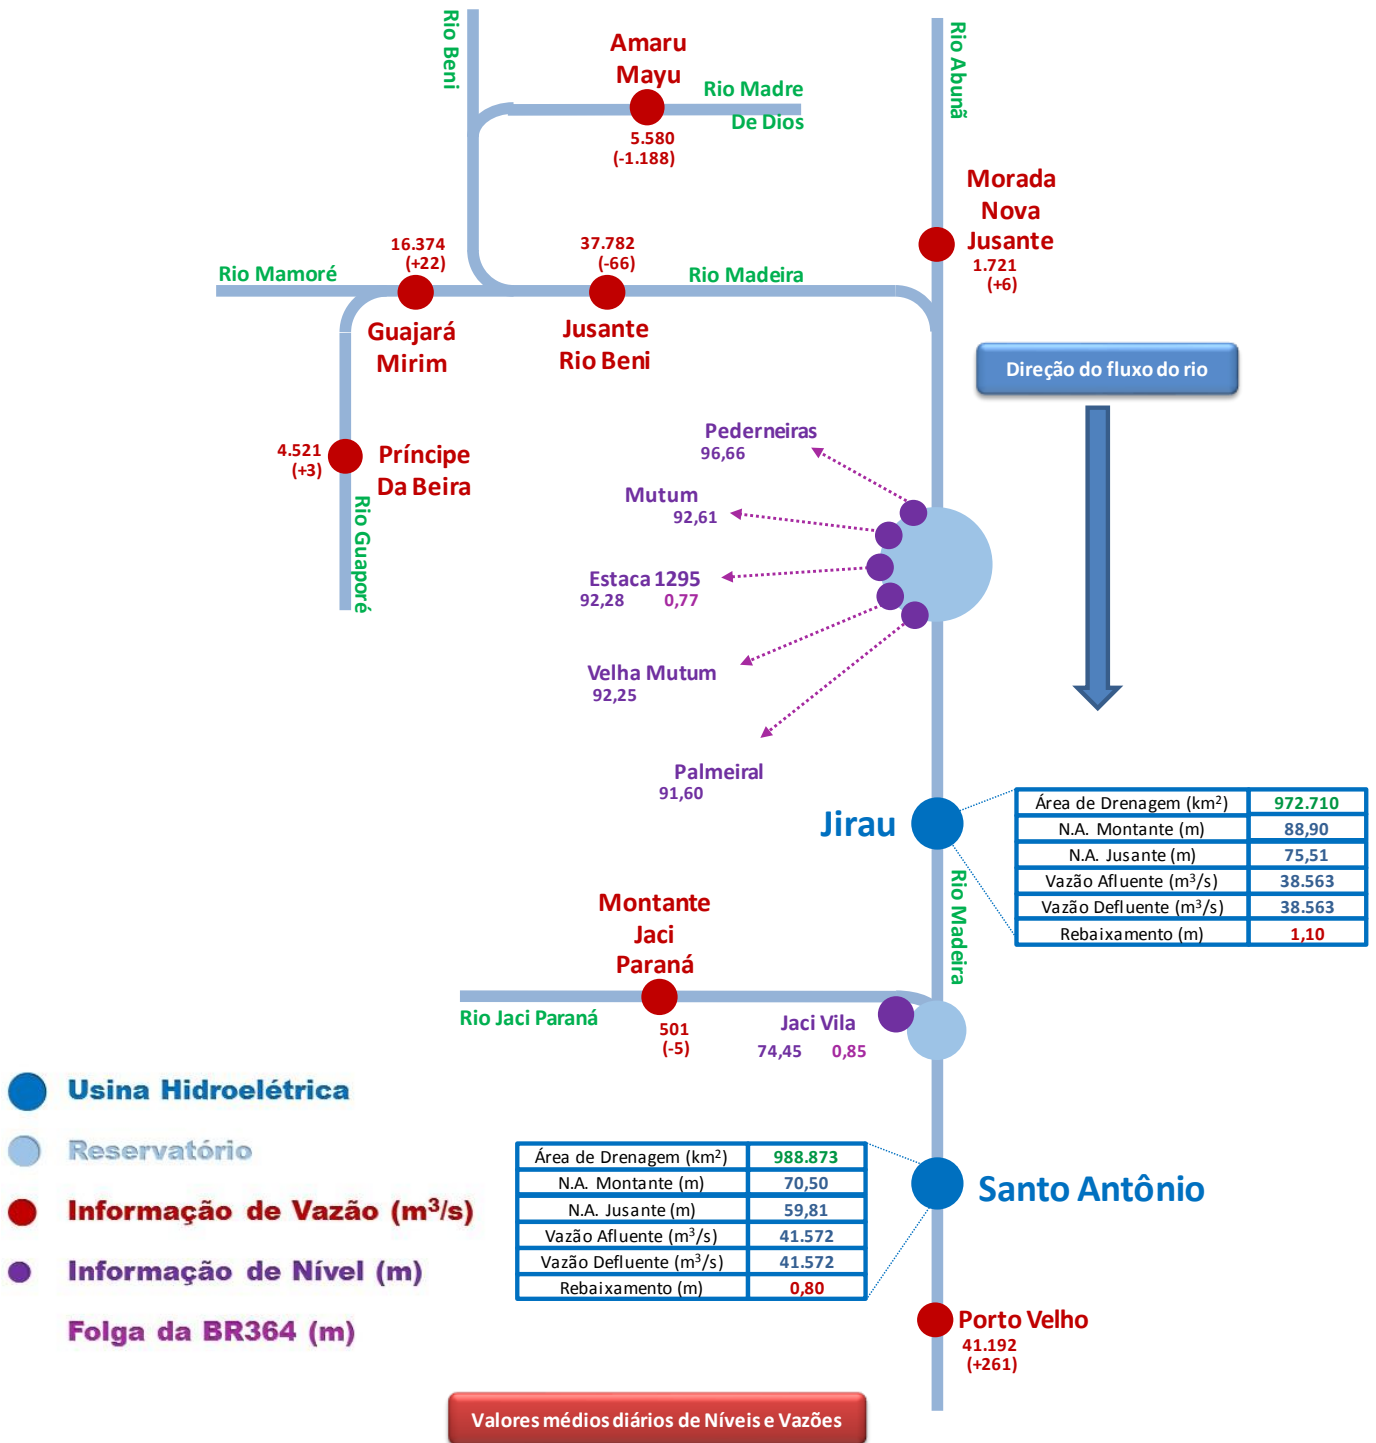 Rio Beni
Amaru
Mayu
Rio Madre
De Dios
5.580
(-1.188)
Rio Abunã
Morada
Nova
Jusante
1.721
(+6)
16.374
(+22)
37.782
(-66)
Rio Mamoré
Rio Madeira
Guajará
Mirim
Jusante
Rio Beni
Direção do fluxo do rio
4.521
(+3)
Príncipe
Da Beira
Rio Guaporé
Pederneiras
96,66
Mutum
92,61
Estaca 1295
92,28 0,77
Velha Mutum
92,25
Palmeiral
91,60
Jirau
Área de Drenagem (km²) 972.710
N.A. Montante (m) 88,90
N.A. Jusante (m) 75,51
Vazão Afluente (m³/s) 38.563
Vazão Defluente (m³/s) 38.563
Rebaixamento (m) 1,10
Rio Madeira
Montante
Jaci
Paraná
Rio Jaci Paraná
501
(-5)
Jaci Vila
74,45 0,85
Usina Hidroelétrica
Reservatório
Informação de Vazão (m³/s)
Informação de Nível (m)
Folga da BR364 (m)
Área de Drenagem (km²) 988.873
N.A. Montante (m) 70,50
N.A. Jusante (m) 59,81
Vazão Afluente (m³/s) 41.572
Vazão Defluente (m³/s) 41.572
Rebaixamento (m) 0,80
Santo Antônio
Porto Velho
41.192
(+261)
Valores médios diários de Níveis e Vazões